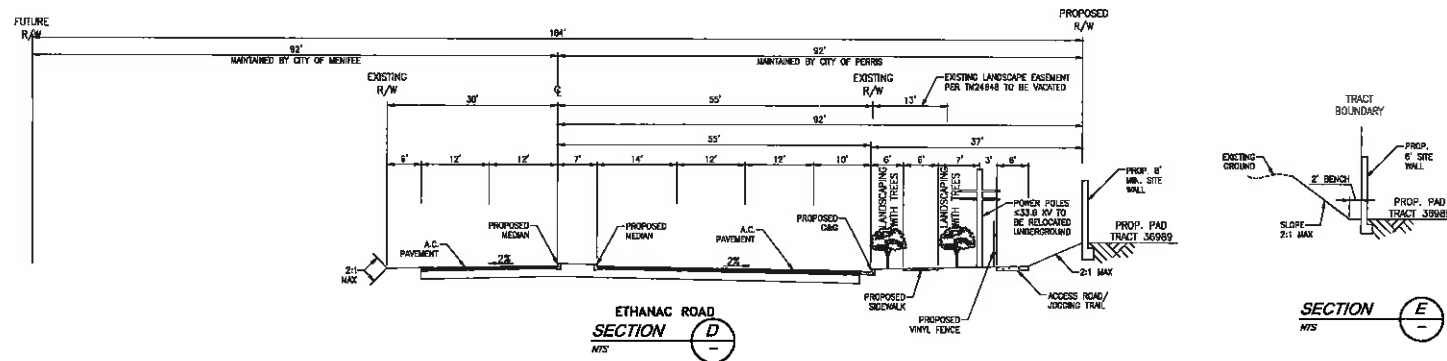 FUTURE
R/W
PROPOSED
R/W
184'
92'
MAINTAINED BY CITY OF MENIFEE
92'
MAINTAINED BY CITY OF PERRIS
EXISTING
R/W
℄
EXISTING
R/W
EXISTING LANDSCAPE EASEMENT
PER TM24648 TO BE VACATED
30'
55'
13'
92'
55'
37'
6'
12'
12'
7'
14'
12'
12'
10'
6'
6'
7'
3'
6'
LANDSCAPING
WITH TREES
LANDSCAPING
WITH TREES
POWER POLES
≤33.6 KV TO
BE RELOCATED
UNDERGROUND
PROP. 8'
MIN. SITE
WALL
PROPOSED
MEDIAN
PROPOSED
MEDIAN
PROPOSED
C&G
A.C.
PAVEMENT
2%
2%
A.C.
PAVEMENT
2:1
MAX
PROP. PAD
TRACT 36989
2:1 MAX
PROPOSED
SIDEWALK
PROPOSED
VINYL FENCE
ACCESS ROAD/
JOGGING TRAIL
ETHANAC ROAD
SECTION D
NTS
-
TRACT
BOUNDARY
EXISTING
GROUND
PROP.
6' SITE
WALL
2' BENCH
SLOPE
2:1 MAX
PROP. PAD
TRACT 36989
SECTION E
NTS
-